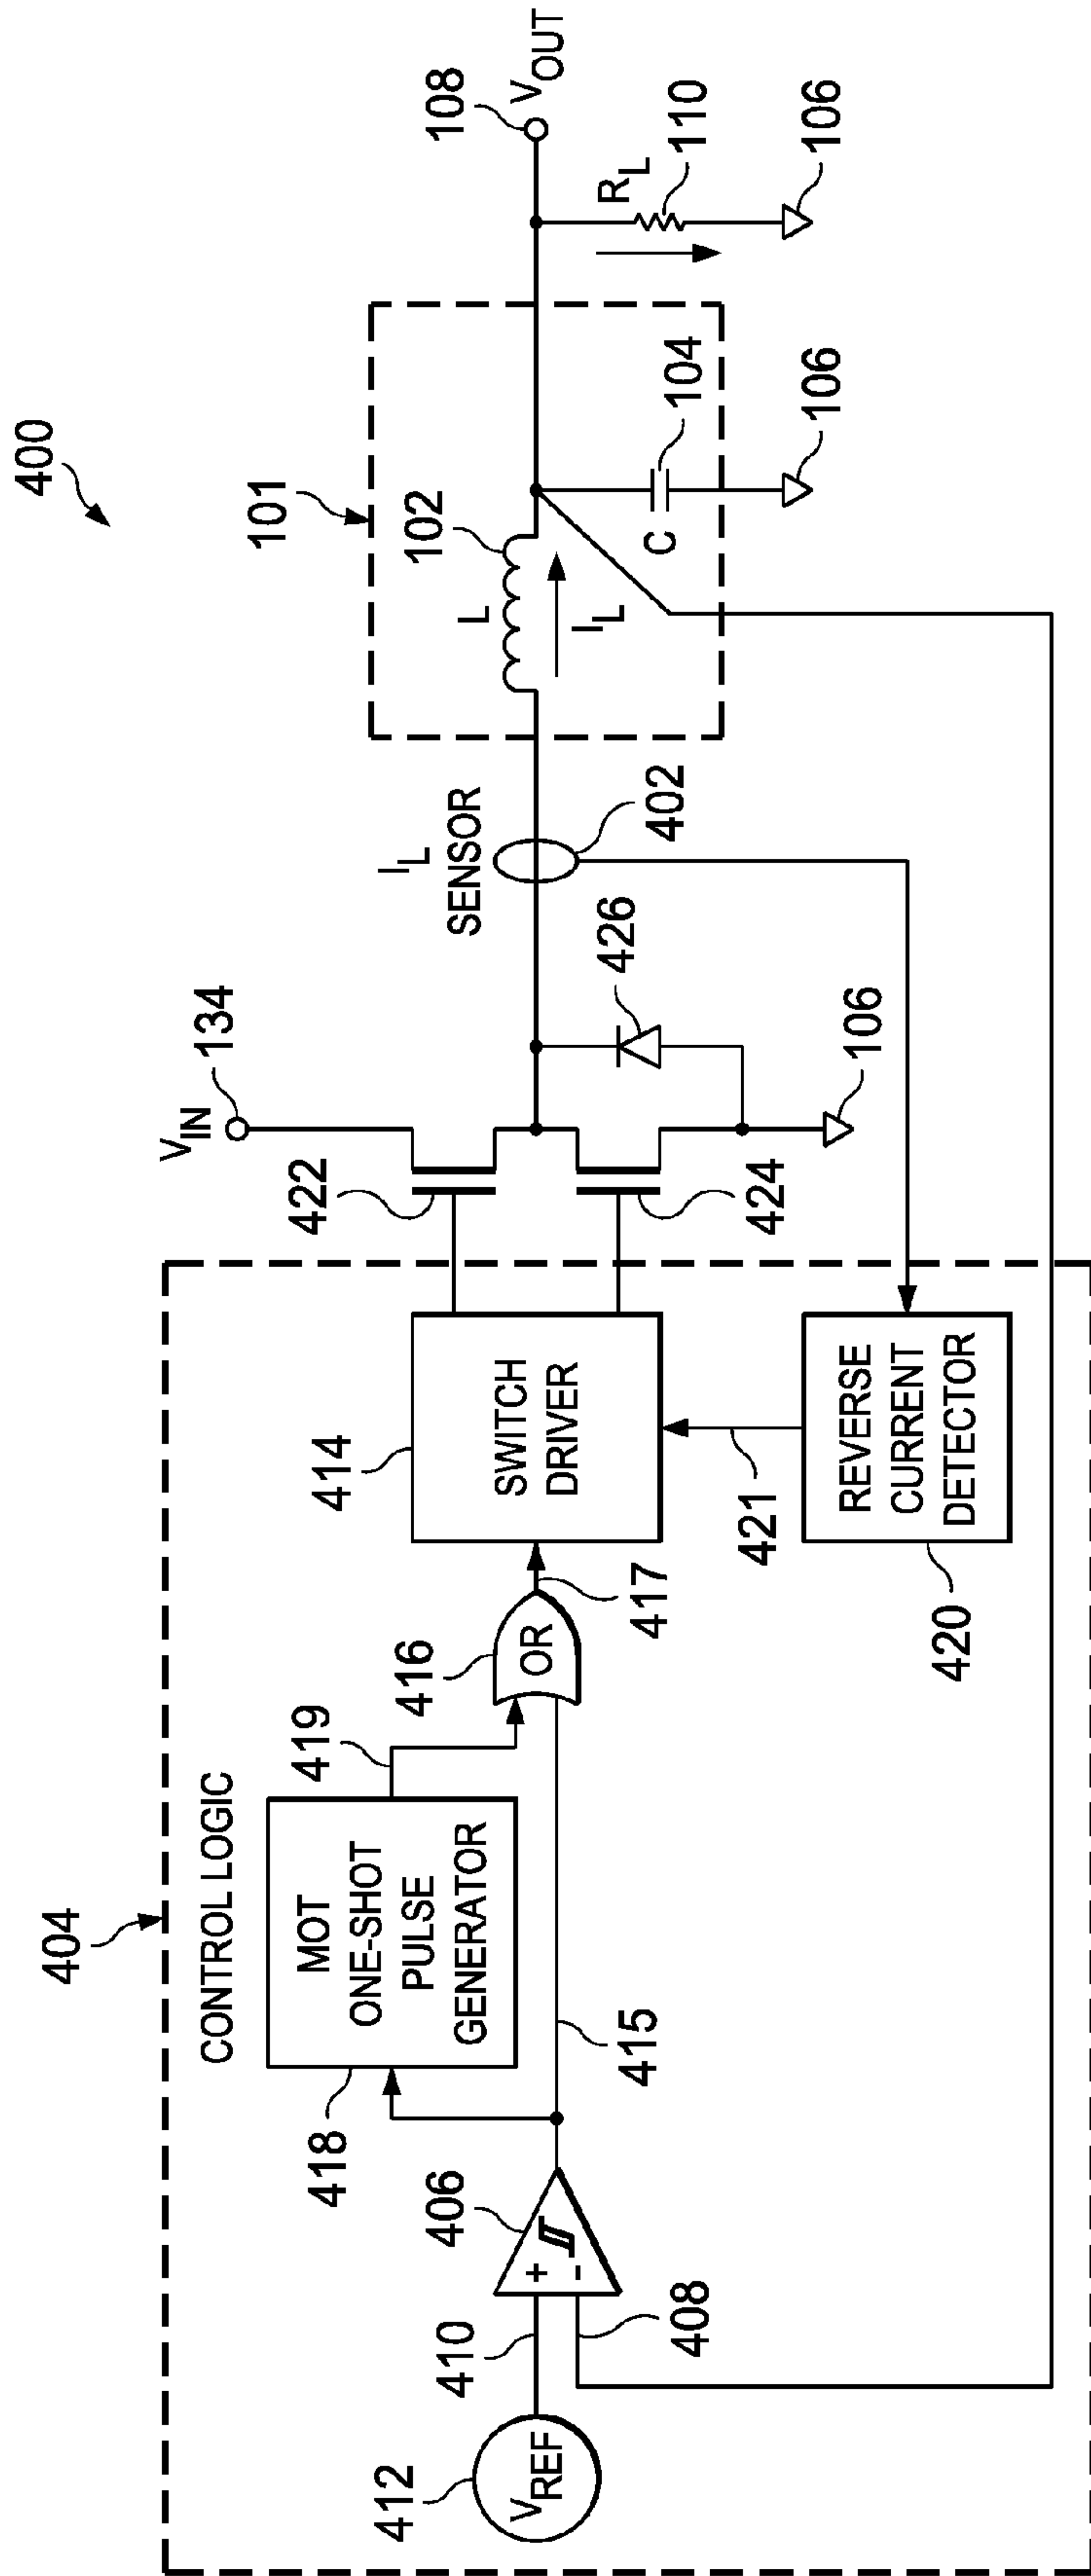 400
404
CONTROL LOGIC
412
V_REF
410
408
+
-
406
415
418
MOT
ONE-SHOT
PULSE
GENERATOR
419
416
OR
417
414
SWITCH
DRIVER
421
420
REVERSE
CURRENT
DETECTOR
V_IN
134
422
424
426
106
I_L
SENSOR
402
101
102
L
I_L
C
104
106
R_L
110
106
108
V_OUT